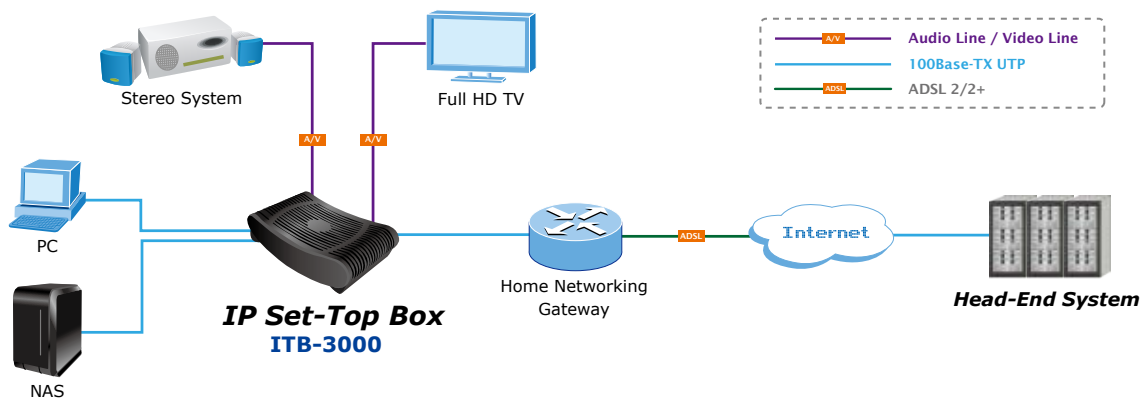 A/V
Audio Line / Video Line
100Base-TX UTP
ADSL
ADSL 2/2+
Stereo System
Full HD TV
A/V
A/V
PC
NAS
IP Set-Top Box
ITB-3000
Home Networking
Gateway
ADSL
Internet
Head-End System